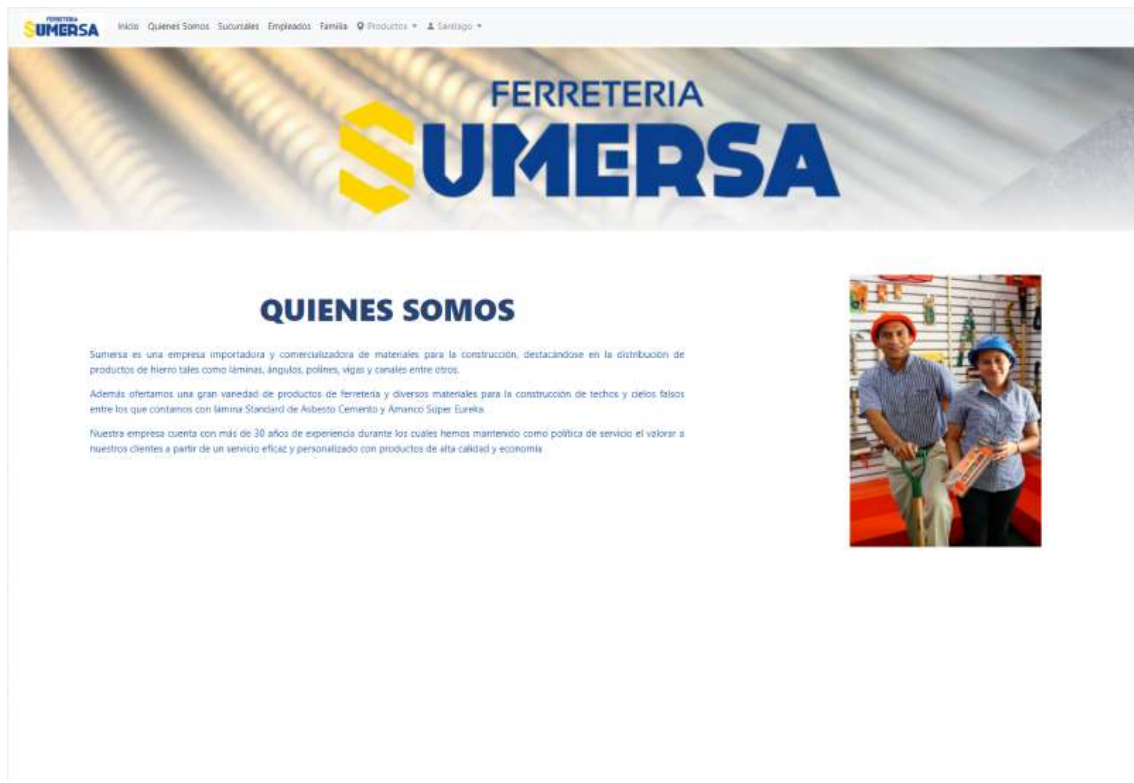 FERRETERIA
SUMERSA
Inicio Quienes Somos Sucursales Empleados Familia Productos Santiago
FERRETERIA
SUMERSA
QUIENES SOMOS
Sumersa es una empresa importadora y comercializadora de materiales para la construcción, destacándose en la distribución de
productos de hierro tales como láminas, ángulos, polines, vigas y canales entre otros.
Además ofertamos una gran variedad de productos de ferretería y diversos materiales para la construcción de techos y cielos falsos
entre los que contamos con lámina Standard de Asbesto Cemento y Amanco Súper Eureka.
Nuestra empresa cuenta con más de 30 años de experiencia durante los cuales hemos mantenido como política de servicio el valorar a
nuestros clientes a partir de un servicio eficaz y personalizado con productos de alta calidad y economía